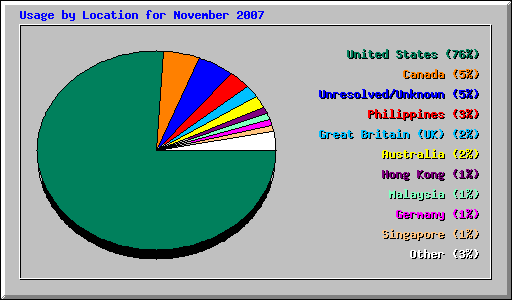 Usage by Location for November 2007
United States (76%)
Canada (5%)
Unresolved/Unknown (5%)
Philippines (3%)
Great Britain (UK) (2%)
Australia (2%)
Hong Kong (1%)
Malaysia (1%)
Germany (1%)
Singapore (1%)
Other (3%)